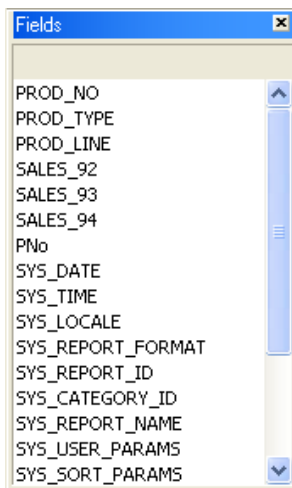 Fields
PROD_NO
PROD_TYPE
PROD_LINE
SALES_92
SALES_93
SALES_94
PNo
SYS_DATE
SYS_TIME
SYS_LOCALE
SYS_REPORT_FORMAT
SYS_REPORT_ID
SYS_CATEGORY_ID
SYS_REPORT_NAME
SYS_USER_PARAMS
SYS_SORT_PARAMS